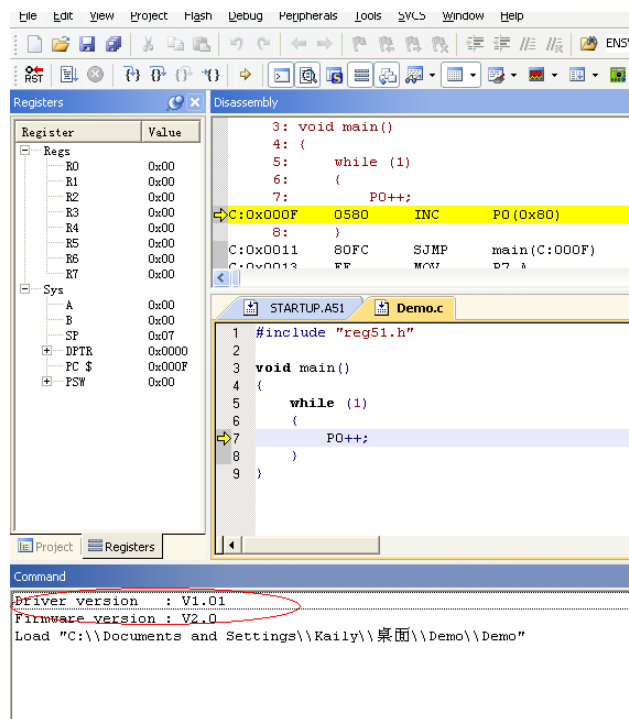 File Edit View Project Flash Debug Peripherals Tools SVCS Window Help
ENS
RST
Registers
Register Value
Regs
R0 0x00
R1 0x00
R2 0x00
R3 0x00
R4 0x00
R5 0x00
R6 0x00
R7 0x00
Sys
A 0x00
B 0x00
SP 0x07
DPTR 0x0000
PC $ 0x000F
PSW 0x00
Project Registers
Disassembly
3: void main()
4: {
5: while (1)
6: {
7: P0++;
C:0x000F 0580 INC P0(0x80)
8: }
C:0x0011 80FC SJMP main(C:000F)
C:0x0013 EF MOV R7,A
STARTUP.A51 Demo.c
1 #include "reg51.h"
2
3 void main()
4 {
5 while (1)
6 {
7 P0++;
8 }
9 }
Command
Driver version : V1.01
Firmware version : V2.0
Load "C:\\Documents and Settings\\Kaily\\桌面\\Demo\\Demo"